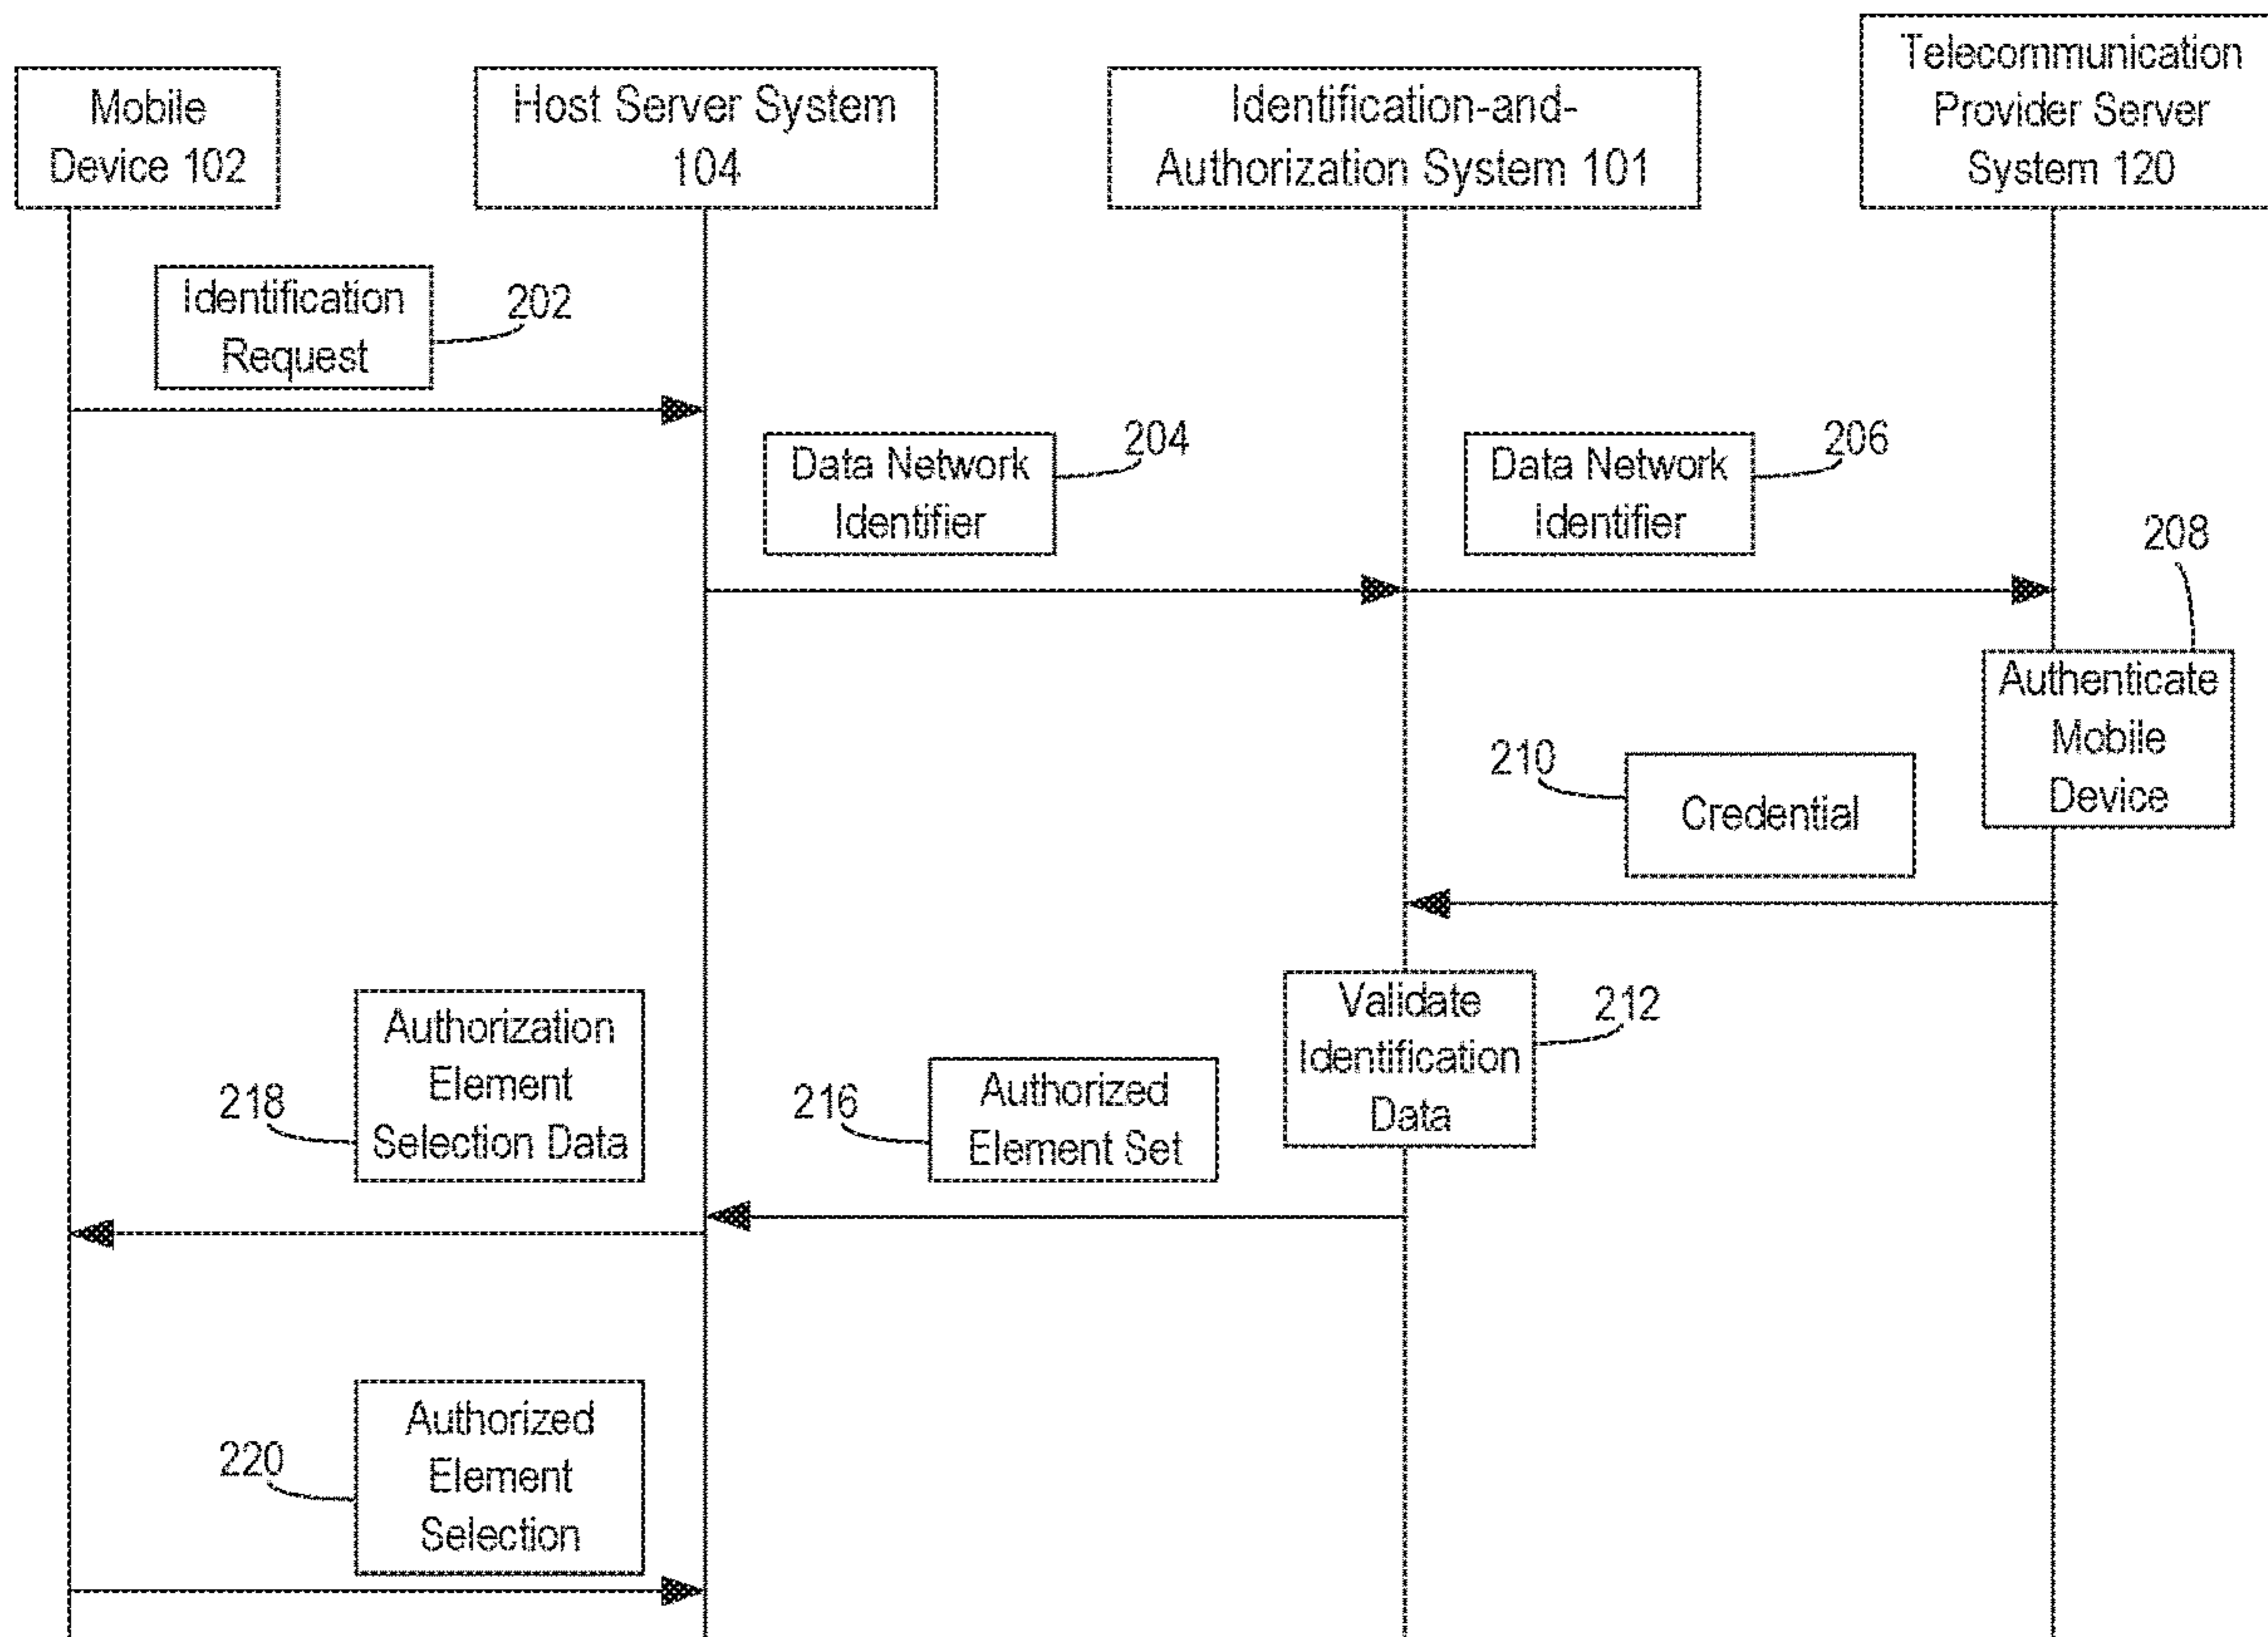 Mobile
Device 102
Host Server System
104
Identification-and-
Authorization System 101
Telecommunication
Provider Server
System 120
Identification
Request
202
Data Network
Identifier
204
Data Network
Identifier
206
208
Authenticate
Mobile
Device
210
Credential
Validate
Identification
Data
212
Authorization
Element
Selection Data
218
216
Authorized
Element Set
220
Authorized
Element
Selection